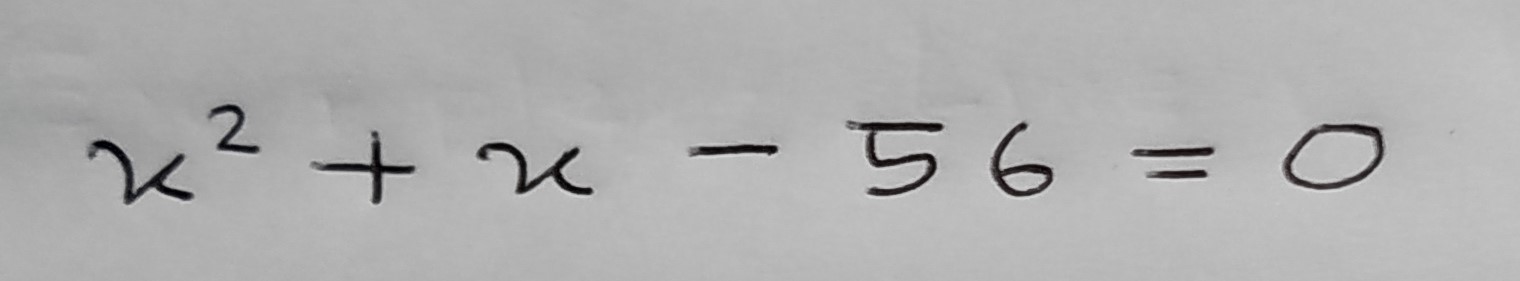 x² + x - 56 = 0